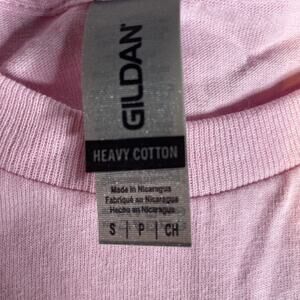 GILDAN®
HEAVY COTTON
Made in Nicaragua
Fabriqué au Nicaragua
Hecho en Nicaragua
S | P | CH